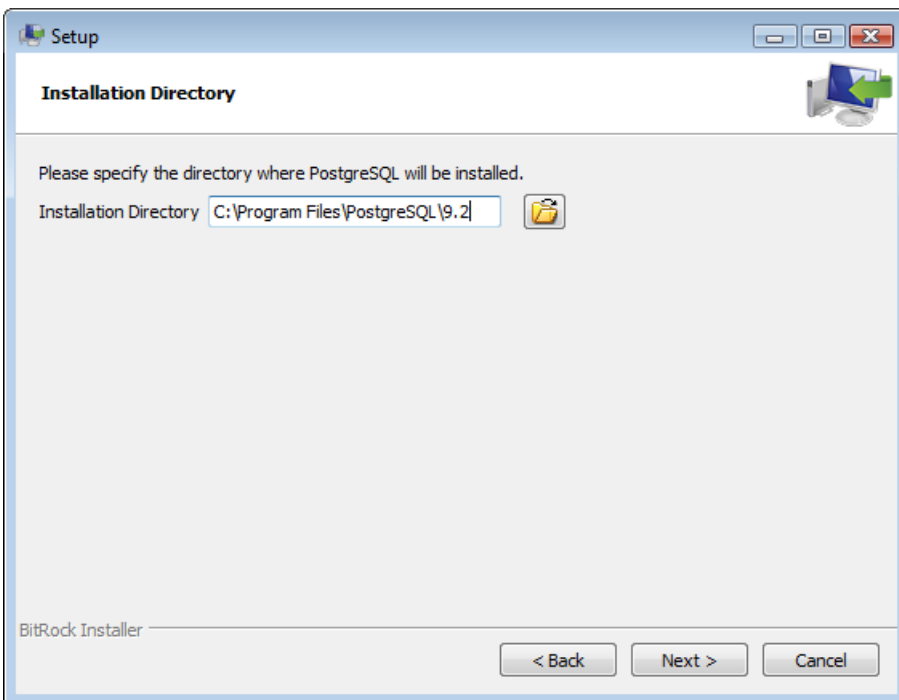 Setup
Installation Directory
Please specify the directory where PostgreSQL will be installed.
Installation Directory C:\Program Files\PostgreSQL\9.2
BitRock Installer
< Back Next > Cancel